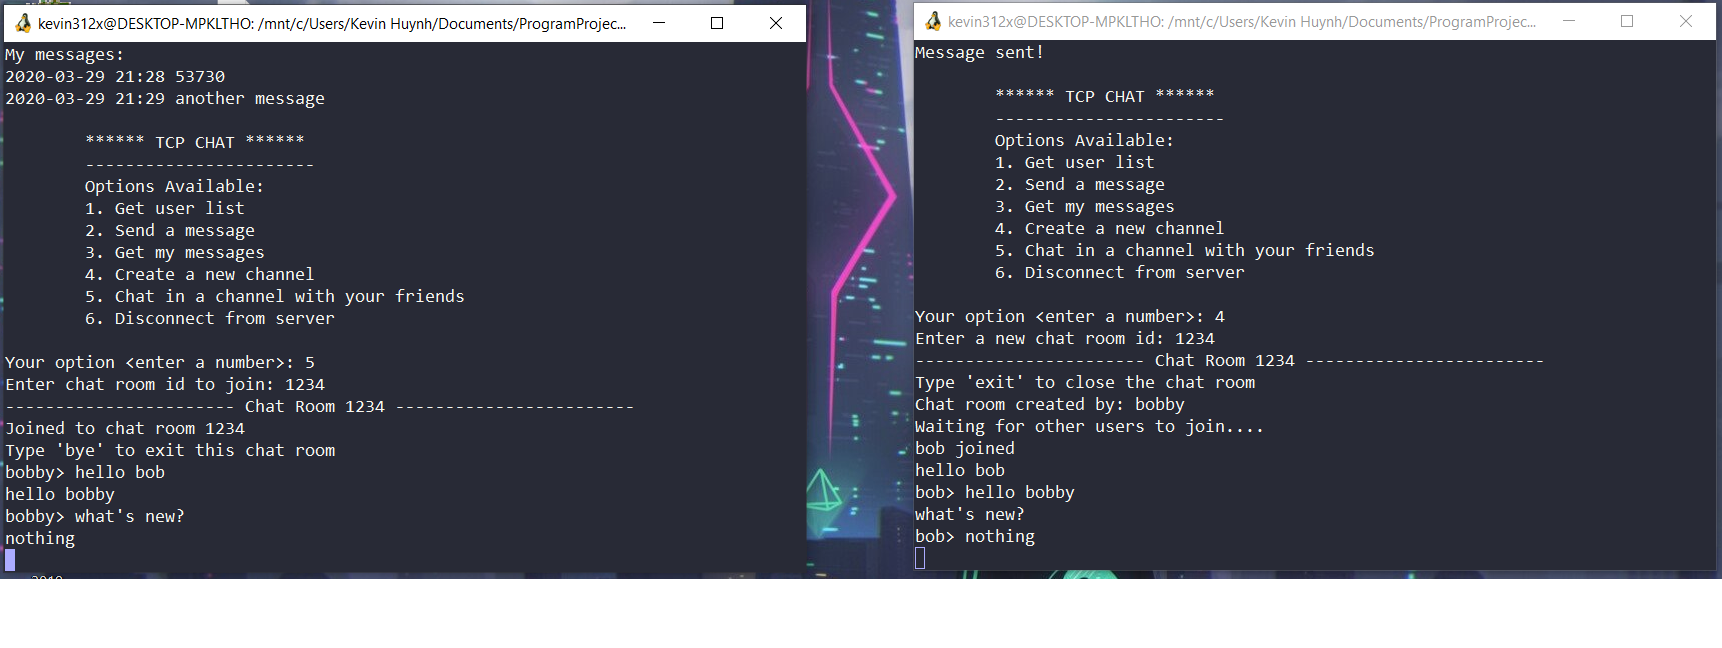 kevin312x@DESKTOP-MPKLTHO: /mnt/c/Users/Kevin Huynh/Documents/ProgramProjec...
My messages:
2020-03-29 21:28 53730
2020-03-29 21:29 another message
****** TCP CHAT ******
-----------------------
Options Available:
1. Get user list
2. Send a message
3. Get my messages
4. Create a new channel
5. Chat in a channel with your friends
6. Disconnect from server
Your option <enter a number>: 5
Enter chat room id to join: 1234
----------------------- Chat Room 1234 ------------------------
Joined to chat room 1234
Type 'bye' to exit this chat room
bobby> hello bob
hello bobby
bobby> what's new?
nothing
kevin312x@DESKTOP-MPKLTHO: /mnt/c/Users/Kevin Huynh/Documents/ProgramProjec...
Message sent!
****** TCP CHAT ******
-----------------------
Options Available:
1. Get user list
2. Send a message
3. Get my messages
4. Create a new channel
5. Chat in a channel with your friends
6. Disconnect from server
Your option <enter a number>: 4
Enter a new chat room id: 1234
----------------------- Chat Room 1234 ------------------------
Type 'exit' to close the chat room
Chat room created by: bobby
Waiting for other users to join....
bob joined
hello bob
bob> hello bobby
what's new?
bob> nothing